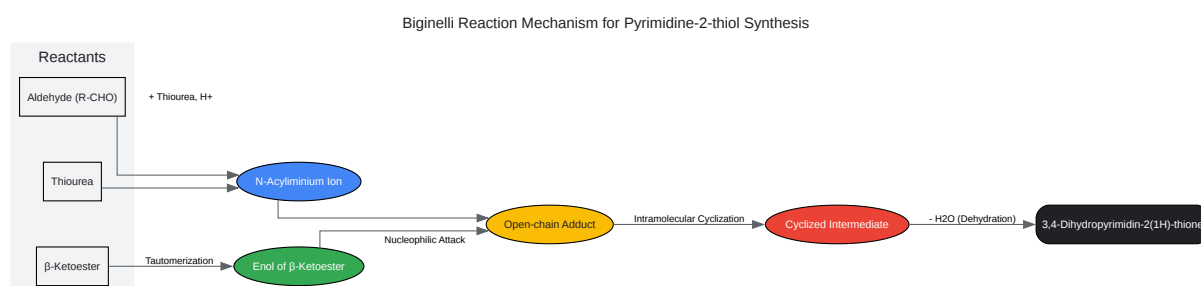 Biginelli Reaction Mechanism for Pyrimidine-2-thiol Synthesis
Reactants
Aldehyde (R-CHO)
+ Thiourea, H+
Thiourea
N-Acyliminium Ion
Open-chain Adduct
Intramolecular Cyclization
Cyclized Intermediate
- H2O (Dehydration)
3,4-Dihydropyrimidin-2(1H)-thione
Nucleophilic Attack
β-Ketoester
Tautomerization
Enol of β-Ketoester